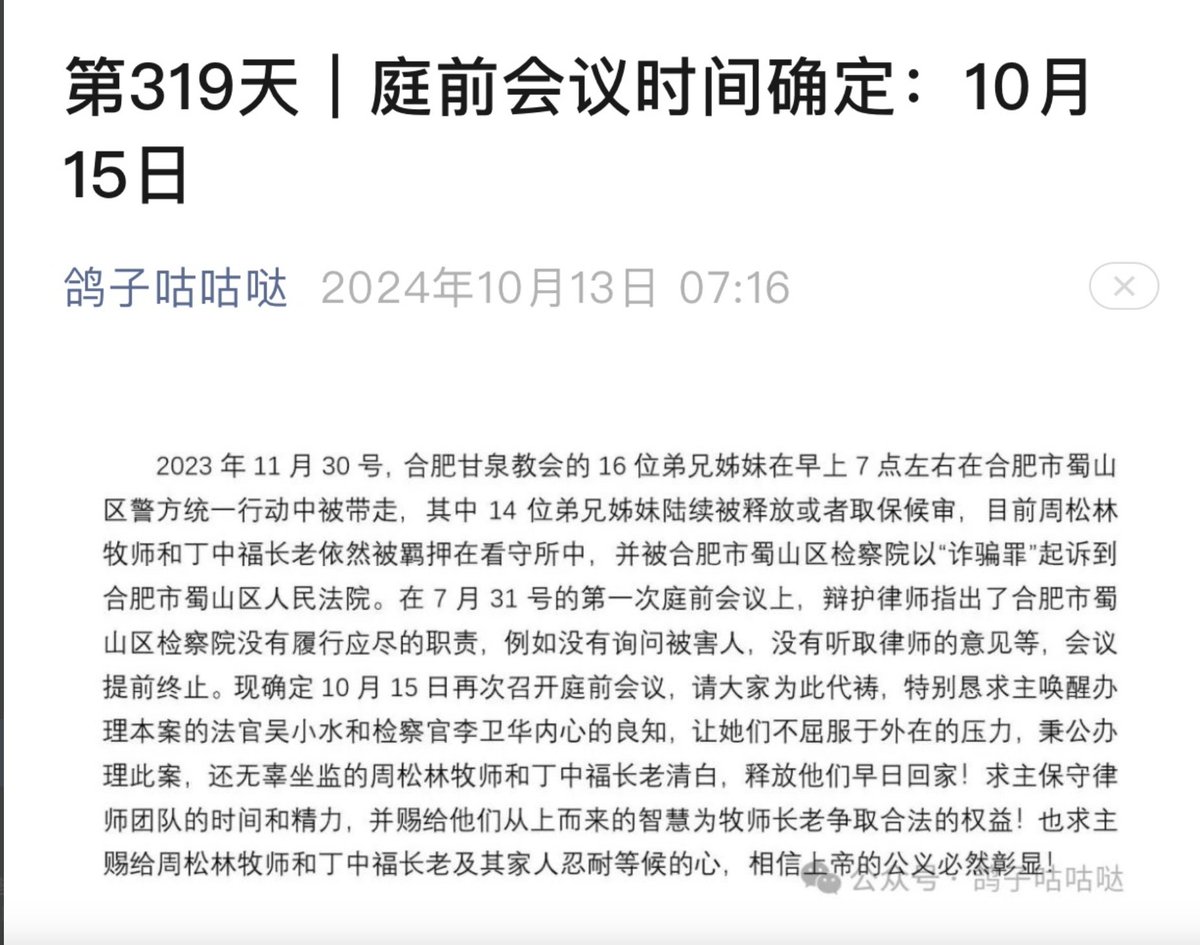 第319天｜庭前会议时间确定：10月
15日
鸽子咕咕哒 2024年10月13日 07:16
2023 年 11 月 30 号，合肥甘泉教会的 16 位弟兄姊妹在早上 7 点左右在合肥市蜀山
区警方统一行动中被带走，其中 14 位弟兄姊妹陆续被释放或者取保候审，目前周松林
牧师和丁中福长老依然被羁押在看守所中，并被合肥市蜀山区检察院以“诈骗罪”起诉到
合肥市蜀山区人民法院。在 7 月 31 号的第一次庭前会议上，辩护律师指出了合肥市蜀
山区检察院没有履行应尽的职责，例如没有询问被害人，没有听取律师的意见等，会议
提前终止。现确定 10 月 15 日再次召开庭前会议，请大家为此代祷，特别恳求主唤醒办
理本案的法官吴小水和检察官李卫华内心的良知，让她们不屈服于外在的压力，秉公办
理此案，还无辜坐监的周松林牧师和丁中福长老清白，释放他们早日回家！求主保守律
师团队的时间和精力，并赐给他们从上而来的智慧为牧师长老争取合法的权益！也求主
赐给周松林牧师和丁中福长老及其家人忍耐等候的心，相信上帝的公义必然彰显！
公众号 · 鸽子咕咕哒